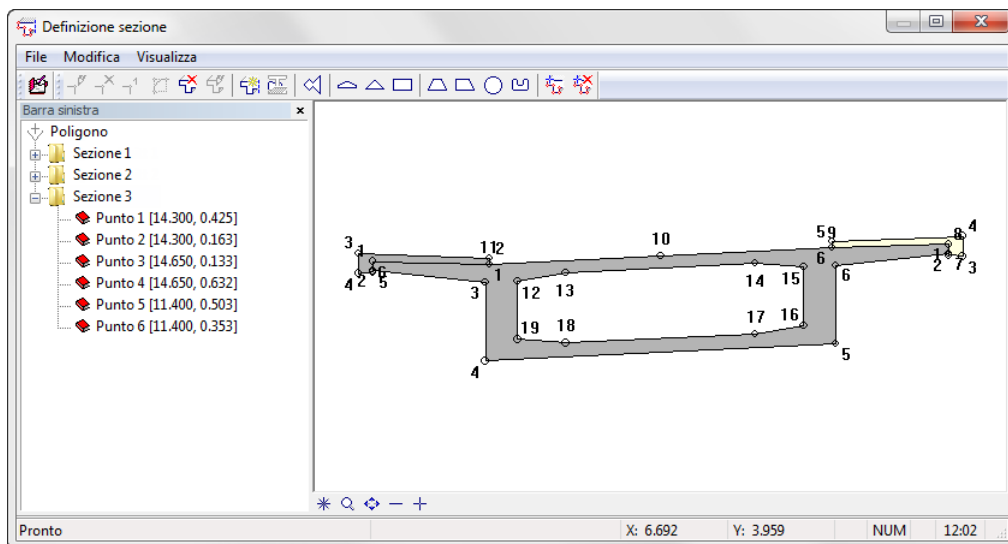 Definizione sezione
File Modifica Visualizza
Barra sinistra
Poligono
Sezione 1
Sezione 2
Sezione 3
Punto 1 [14.300, 0.425]
Punto 2 [14.300, 0.163]
Punto 3 [14.650, 0.133]
Punto 4 [14.650, 0.632]
Punto 5 [11.400, 0.503]
Punto 6 [11.400, 0.353]
4
59 8
3 1 11 2 10
6 1
1 6 2 7 3
4 2 6 5 3 12 13 14 15
19 18 17 16
4 5
Pronto X: 6.692 Y: 3.959 NUM 12:02